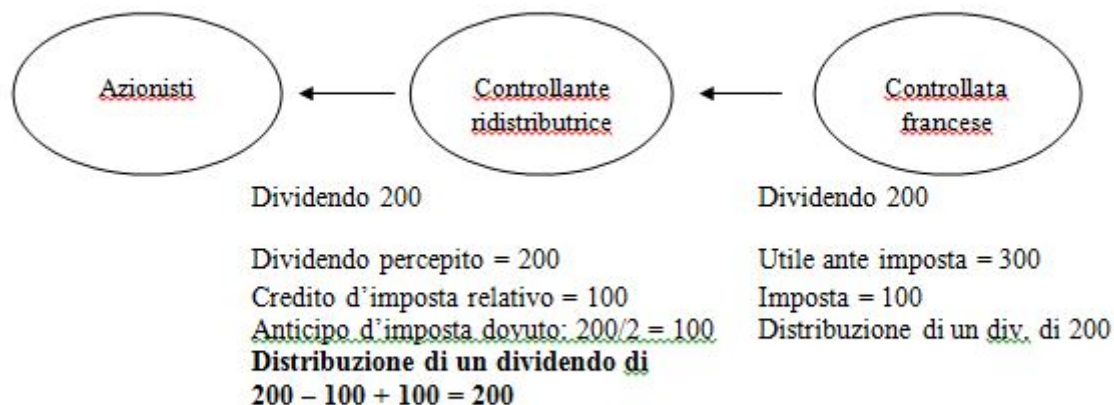 Azionisti
Controllante
ridistributrice
Controllata
francese
Dividendo 200
Dividendo percepito = 200
Credito d'imposta relativo = 100
Anticipo d'imposta dovuto: 200/2 = 100
Distribuzione di un dividendo di
200 – 100 + 100 = 200
Dividendo 200
Utile ante imposta = 300
Imposta = 100
Distribuzione di un div. di 200